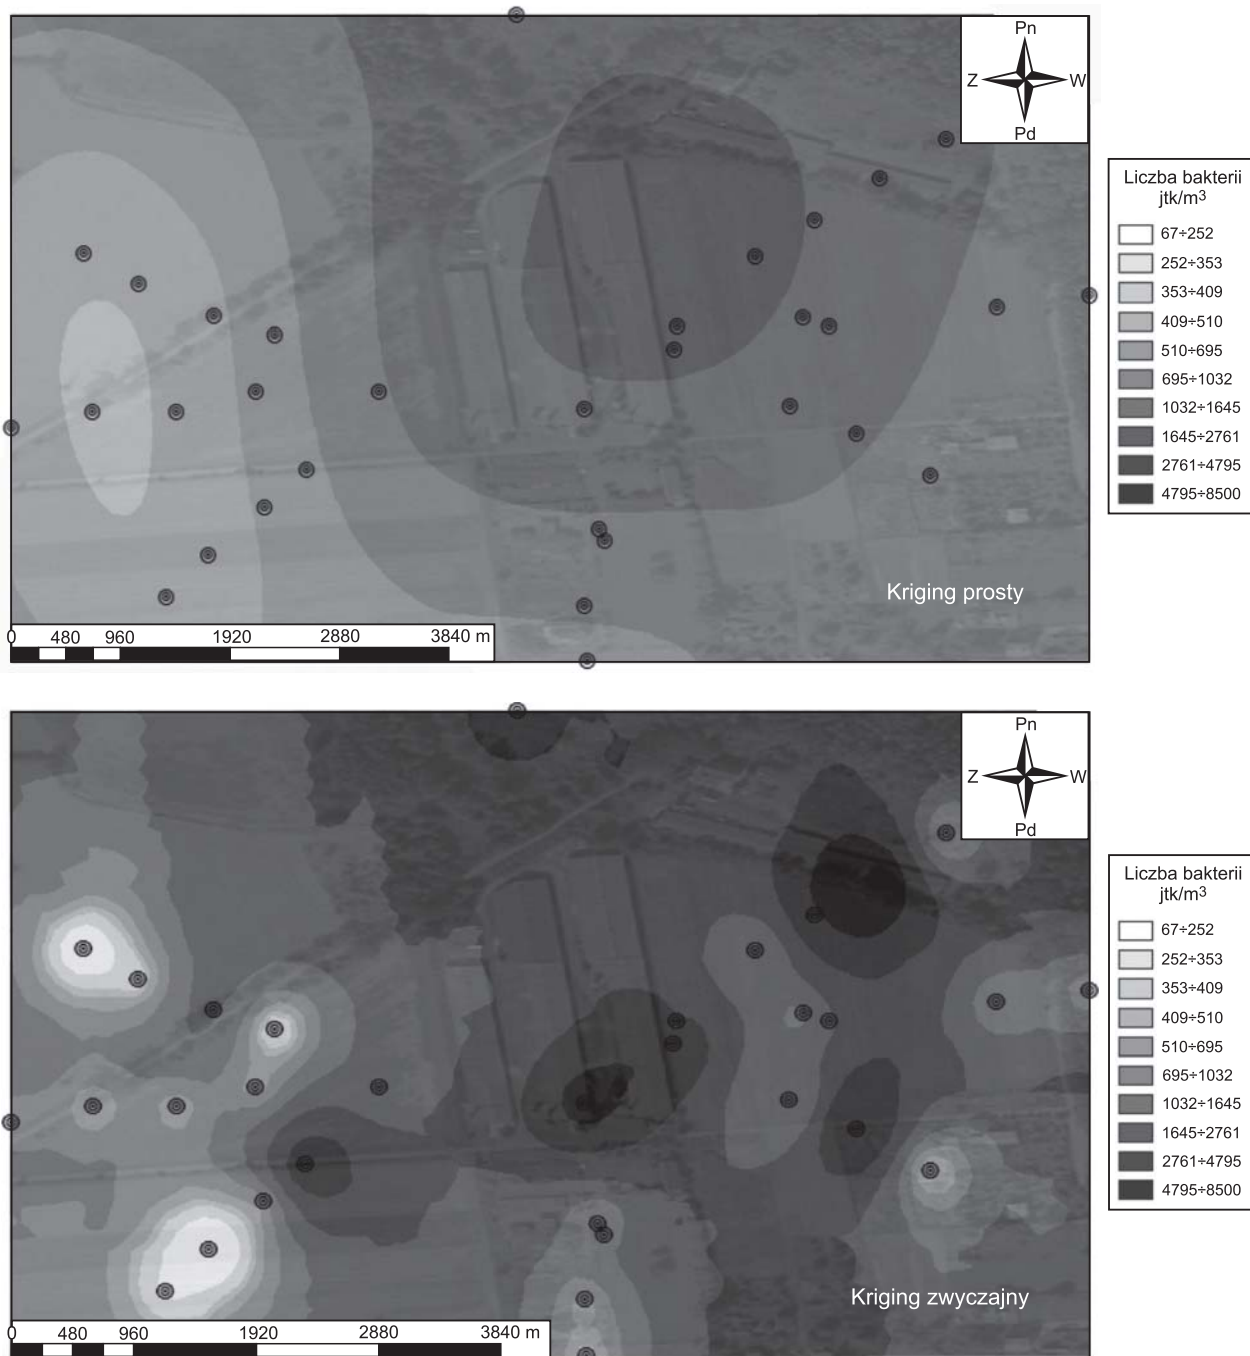 Pn
Z W
Pd
Liczba bakterii
jtk/m³
67÷252
252÷353
353÷409
409÷510
510÷695
695÷1032
1032÷1645
1645÷2761
2761÷4795
4795÷8500
Kriging prosty
0 480 960 1920 2880 3840 m
Pn
Z W
Pd
Liczba bakterii
jtk/m³
67÷252
252÷353
353÷409
409÷510
510÷695
695÷1032
1032÷1645
1645÷2761
2761÷4795
4795÷8500
Kriging zwyczajny
0 480 960 1920 2880 3840 m